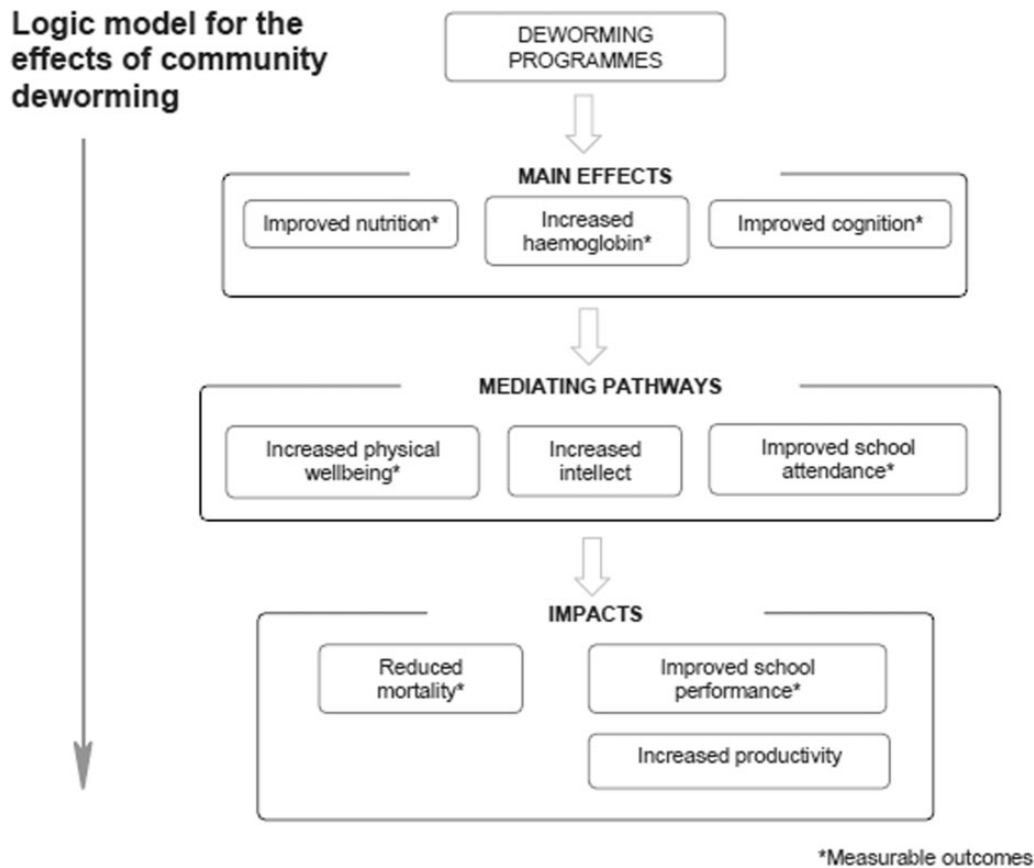 Logic model for the
effects of community
deworming
DEWORMING
PROGRAMMES
MAIN EFFECTS
Improved nutrition*
Increased
haemoglobin*
Improved cognition*
MEDIATING PATHWAYS
Increased physical
wellbeing*
Increased
intellect
Improved school
attendance*
IMPACTS
Reduced
mortality*
Improved school
performance*
Increased productivity
*Measurable outcomes